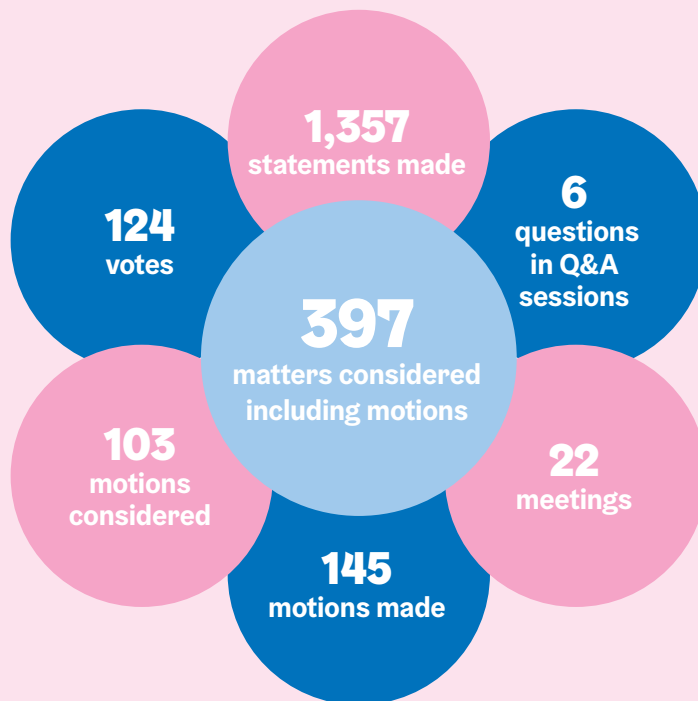 1,357
statements made
124
votes
6
questions
in Q&A
sessions
397
matters considered
including motions
103
motions
considered
22
meetings
145
motions made